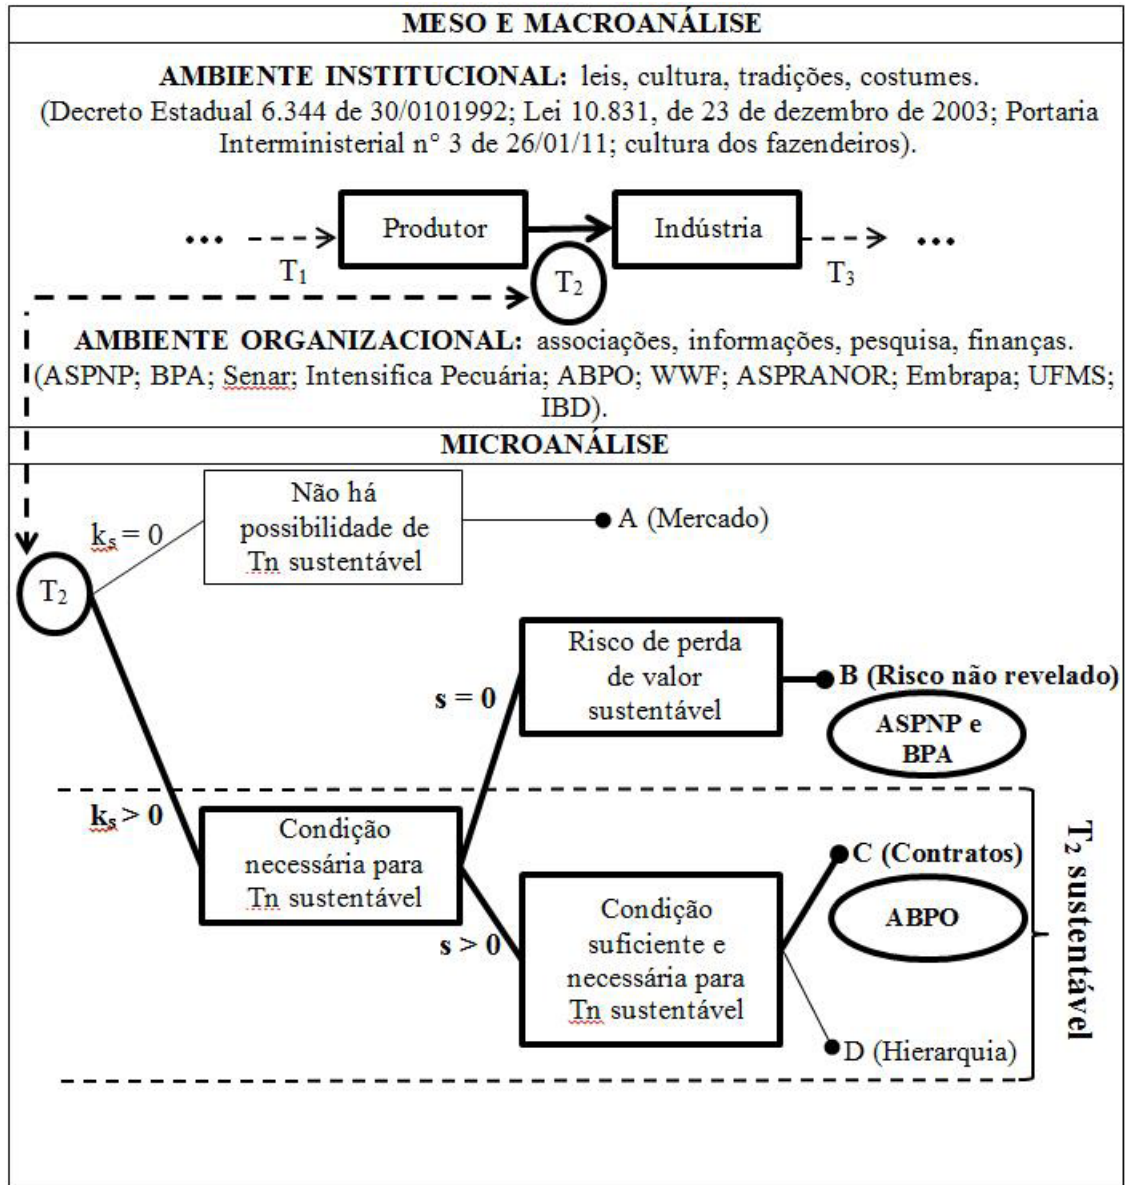 MESO E MACROANÁLISE
AMBIENTE INSTITUCIONAL: leis, cultura, tradições, costumes.
(Decreto Estadual 6.344 de 30/0101992; Lei 10.831, de 23 de dezembro de 2003; Portaria
Interministerial n° 3 de 26/01/11; cultura dos fazendeiros).
... Produtor Indústria ...
T₁ T₂ T₃
AMBIENTE ORGANIZACIONAL: associações, informações, pesquisa, finanças.
(ASPNP; BPA; Senar; Intensifica Pecuária; ABPO; WWF; ASPRANOR; Embrapa; UFMS;
IBD).
MICROANÁLISE
T₂
kₛ = 0
Não há
possibilidade de
Tn sustentável
A (Mercado)
kₛ > 0
Condição
necessária para
Tn sustentável
s = 0
Risco de perda
de valor
sustentável
B (Risco não revelado)
ASPNP e
BPA
s > 0
Condição
suficiente e
necessária para
Tn sustentável
C (Contratos)
ABPO
D (Hierarquia)
T₂ sustentável